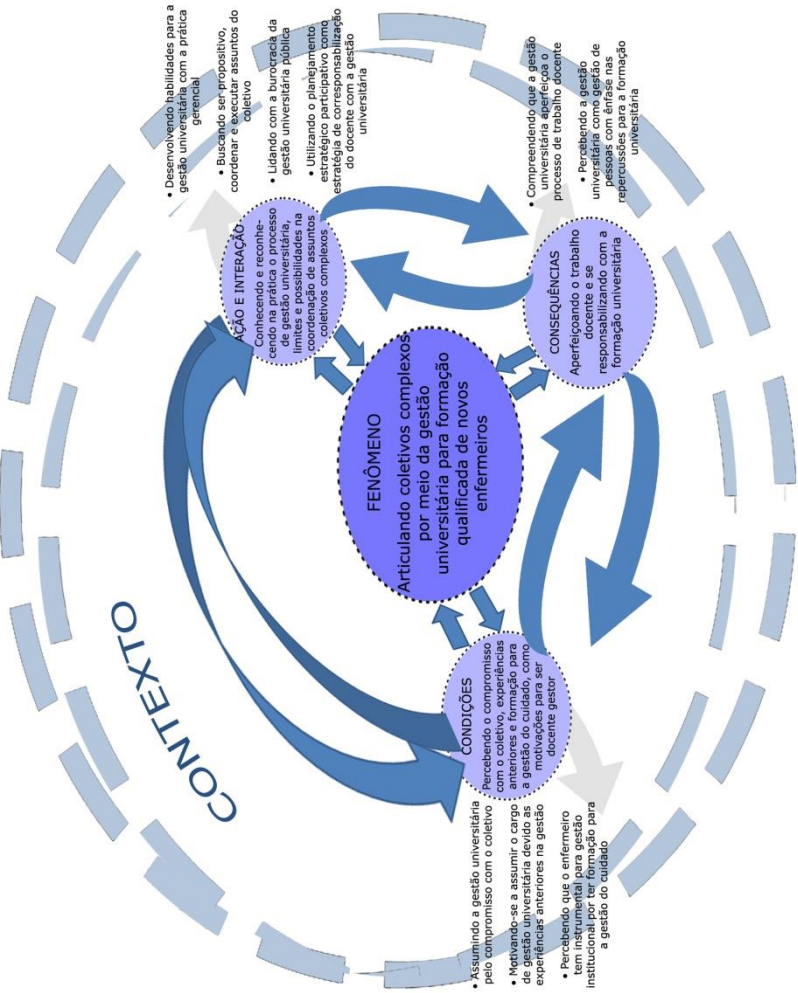 CONTEXTO
FENÔMENO
Articulando coletivos complexos
por meio da gestão
universitária para formação
qualificada de novos
enfermeiros
CONDIÇÕES
Percebendo o compromisso
com o coletivo, experiências
anteriores e formação para
a gestão do cuidado, como
motivações para ser
docente gestor
• Assumindo a gestão universitária
pelo compromisso com o coletivo
• Motivando-se a assumir o cargo
de gestão universitária devido as
experiências anteriores na gestão
• Percebendo que o enfermeiro
tem instrumental para gestão
institucional por ter formação para
a gestão do cuidado
AÇÃO E INTERAÇÃO
Conhecendo e reconhe-
cendo na prática o processo
de gestão universitária,
limites e possibilidades na
coordenação de assuntos
coletivos complexos
• Desenvolvendo habilidades para a
gestão universitária com a prática
gerencial
• Buscando ser propositivo,
coordenar e executar assuntos do
coletivo
• Lidando com a burocracia da
gestão universitária pública
• Utilizando o planejamento
estratégico participativo como
estratégia de corresponsabilização
do docente com a gestão
universitária
CONSEQUÊNCIAS
Aperfeiçoando o trabalho
docente e se
responsabilizando com a
formação universitária
• Compreendendo que a gestão
universitária aperfeiçoa o
processo de trabalho docente
• Percebendo a gestão
universitária como gestão de
pessoas com ênfase nas
repercussões para a formação
universitária